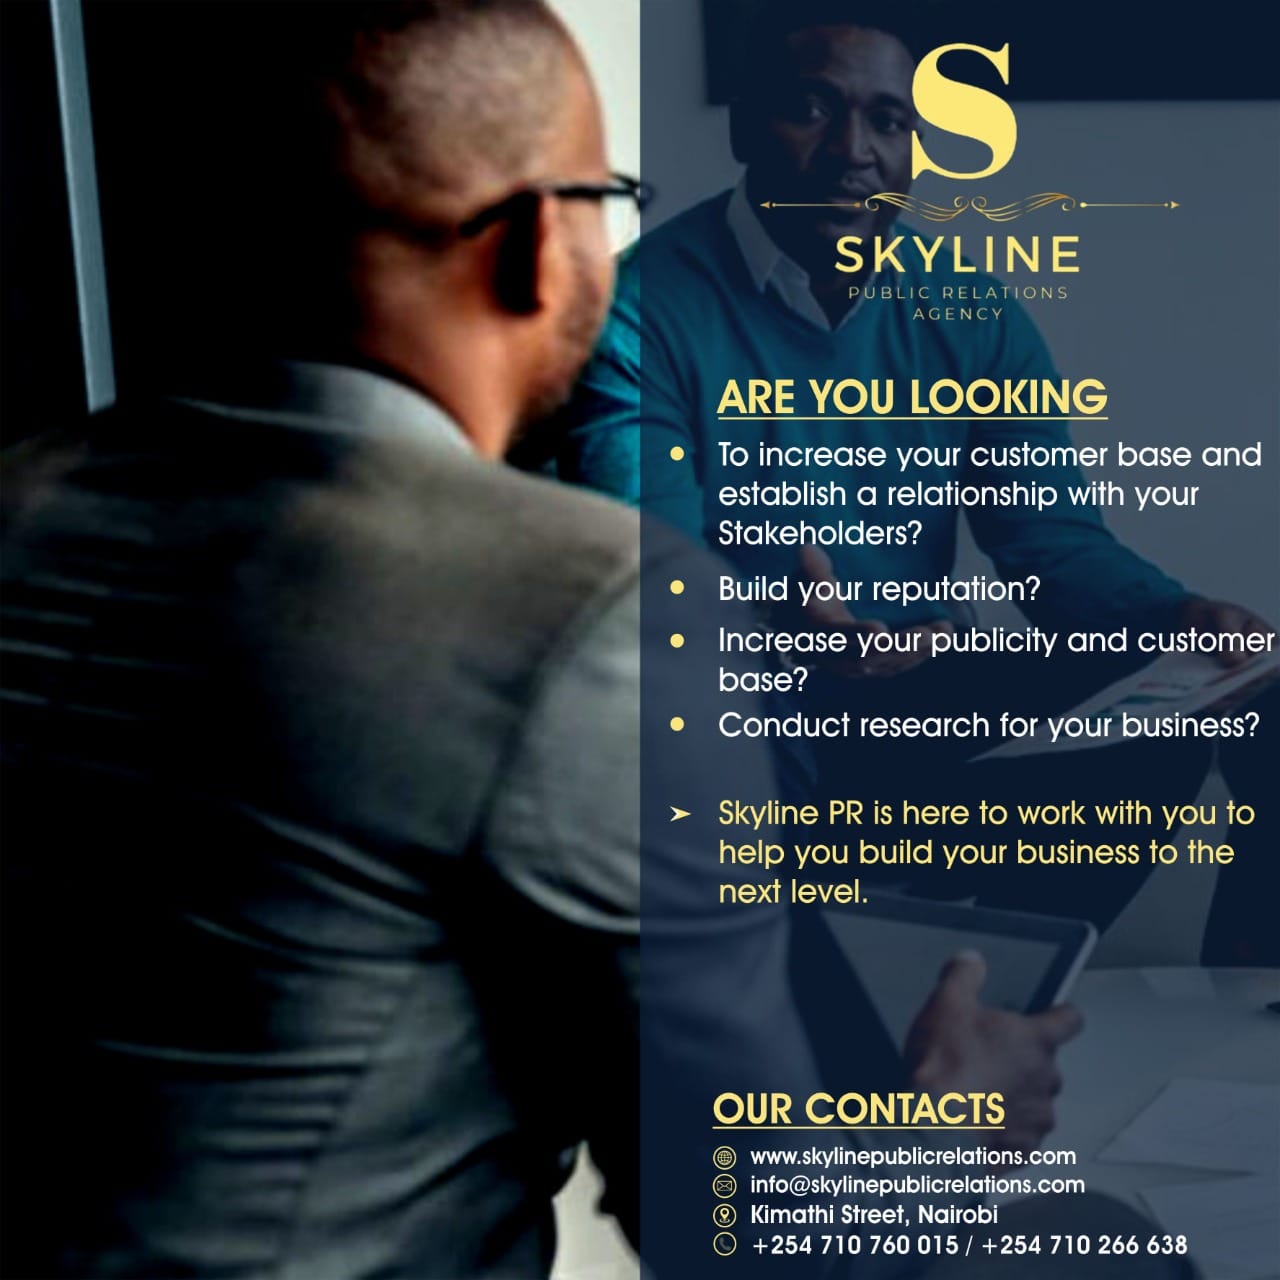 S
SKYLINE
PUBLIC RELATIONS
AGENCY
ARE YOU LOOKING
• To increase your customer base and
establish a relationship with your
Stakeholders?
• Build your reputation?
• Increase your publicity and customer
base?
• Conduct research for your business?
➤ Skyline PR is here to work with you to
help you build your business to the
next level.
OUR CONTACTS
www.skylinepublicrelations.com
info@skylinepublicrelations.com
Kimathi Street, Nairobi
+254 710 760 015 / +254 710 266 638